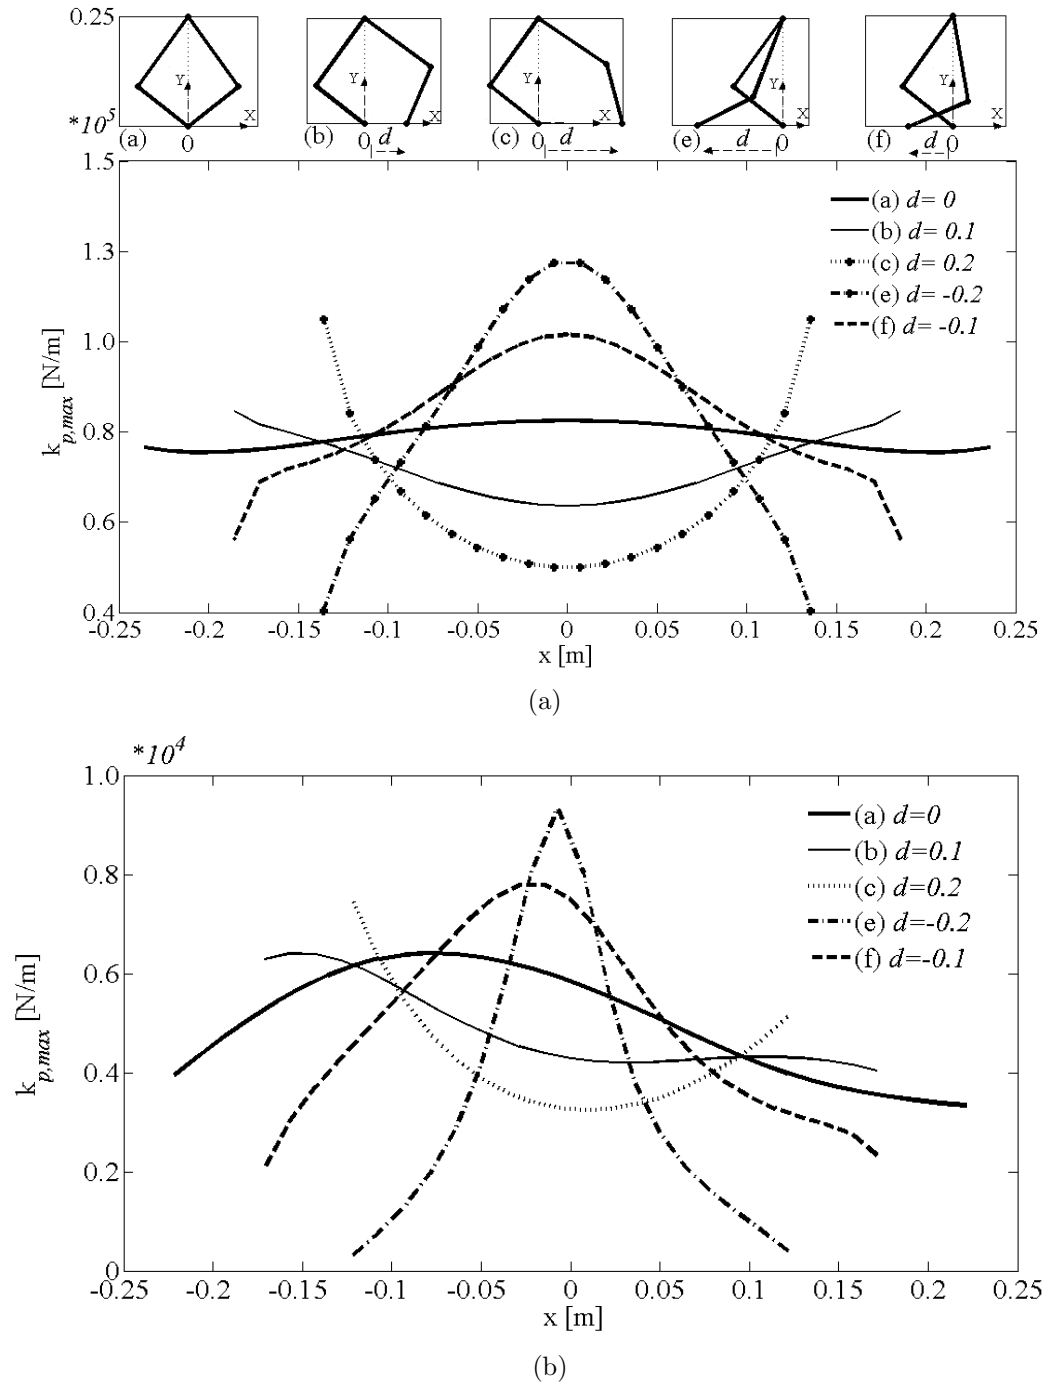 0.25
*10^5
Y X (a) 0
Y X (b) 0 d
Y X (c) 0 d
Y X (e) 0 d
Y X (f) 0 d
1.5
1.3
1.0
0.8
0.6
0.4
k_{p,max} [N/m]
(a) d= 0
(b) d= 0.1
(c) d= 0.2
(e) d= -0.2
(f) d= -0.1
-0.25 -0.2 -0.15 -0.1 -0.05 0 0.05 0.1 0.15 0.2 0.25
x [m]
(a)
*10^4
1.0
0.8
0.6
0.4
0.2
0
k_{p,max} [N/m]
(a) d=0
(b) d=0.1
(c) d=0.2
(e) d=-0.2
(f) d=-0.1
-0.25 -0.2 -0.15 -0.1 -0.05 0 0.05 0.1 0.15 0.2 0.25
x [m]
(b)